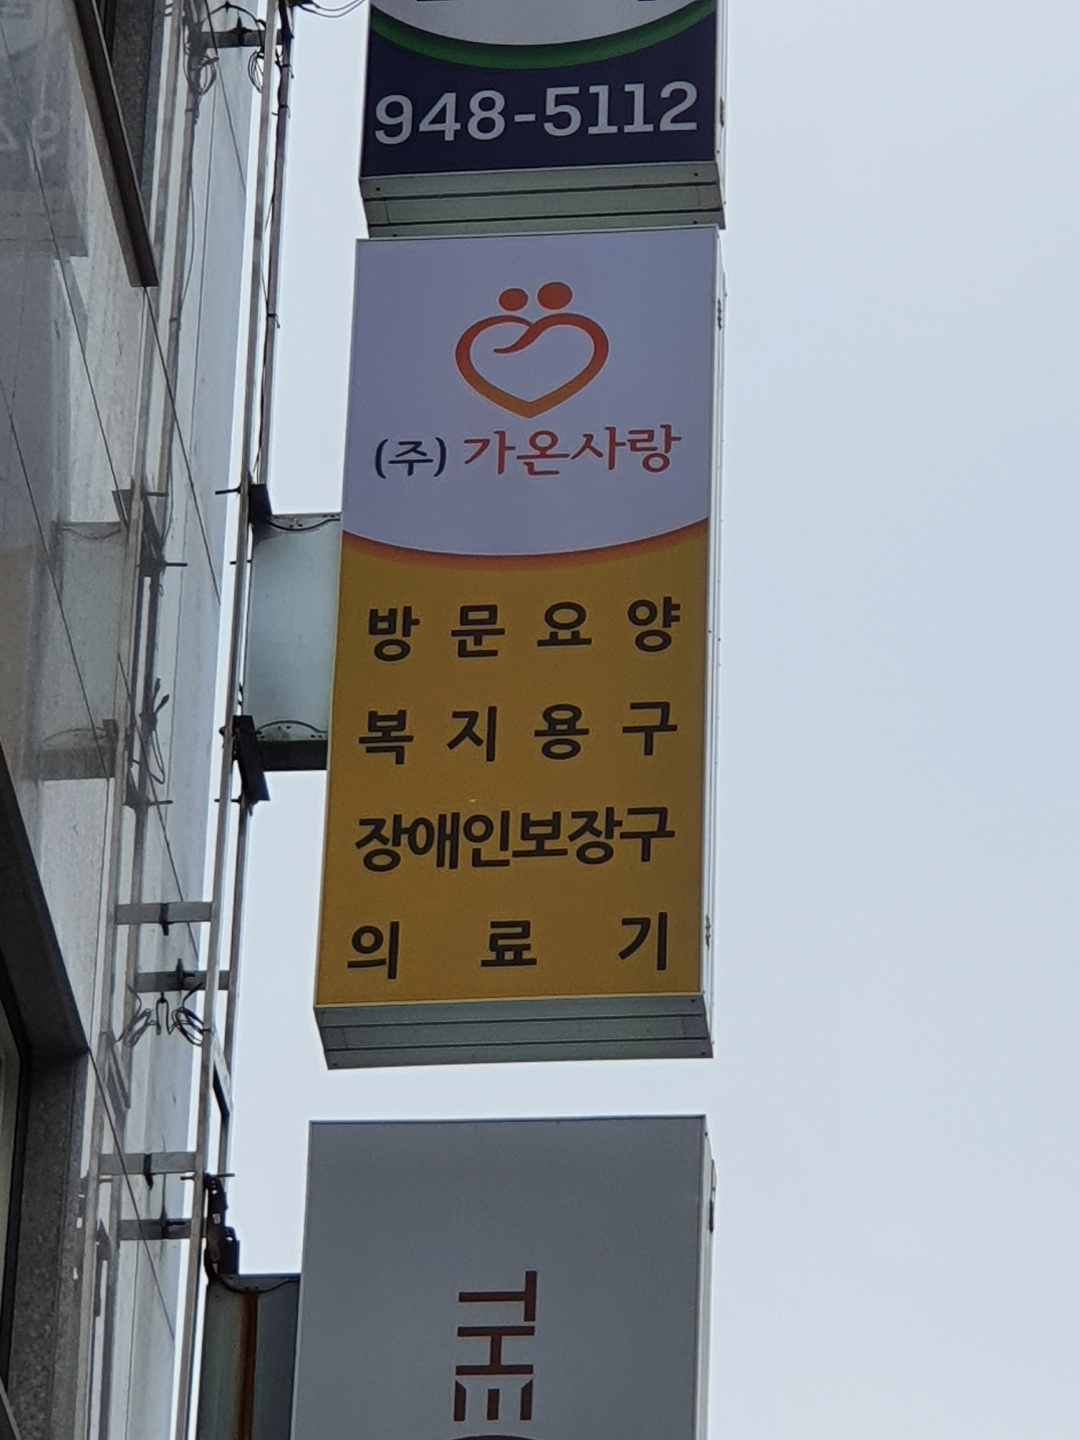 948-5112
(주) 가온사랑
방문요양
복지용구
장애인보장구
의료기
THE